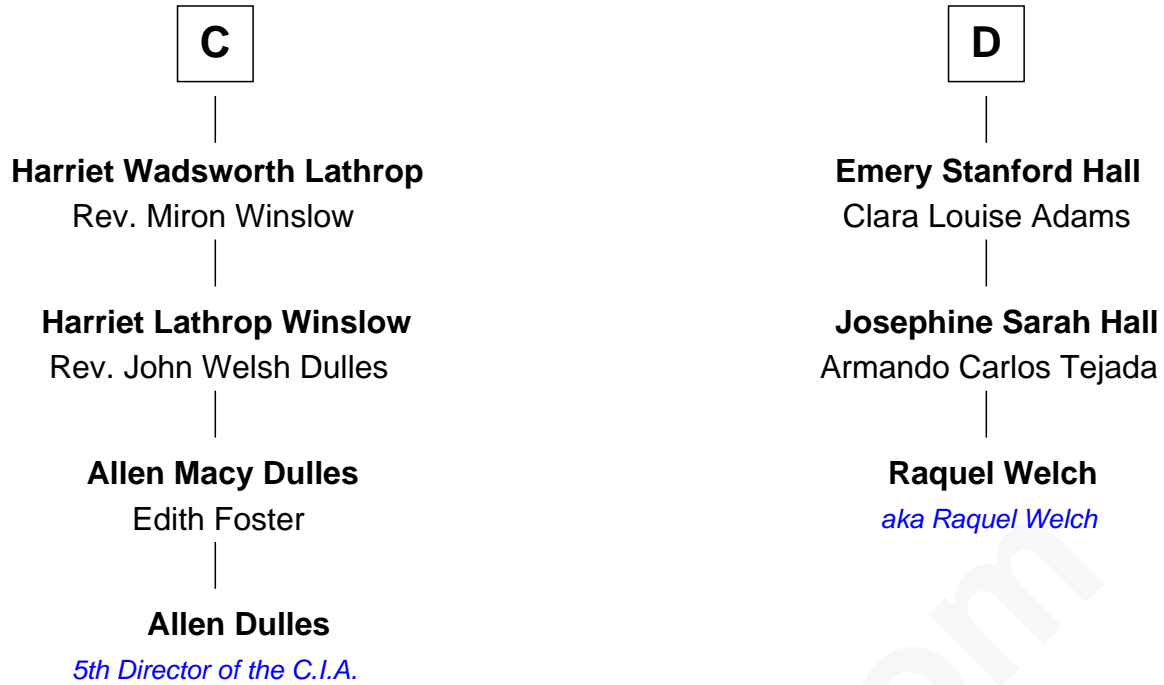 C
Harriet Wadsworth Lathrop
Rev. Miron Winslow
Harriet Lathrop Winslow
Rev. John Welsh Dulles
Allen Macy Dulles
Edith Foster
Allen Dulles
5th Director of the C.I.A.
D
Emery Stanford Hall
Clara Louise Adams
Josephine Sarah Hall
Armando Carlos Tejada
Raquel Welch
aka Raquel Welch
om